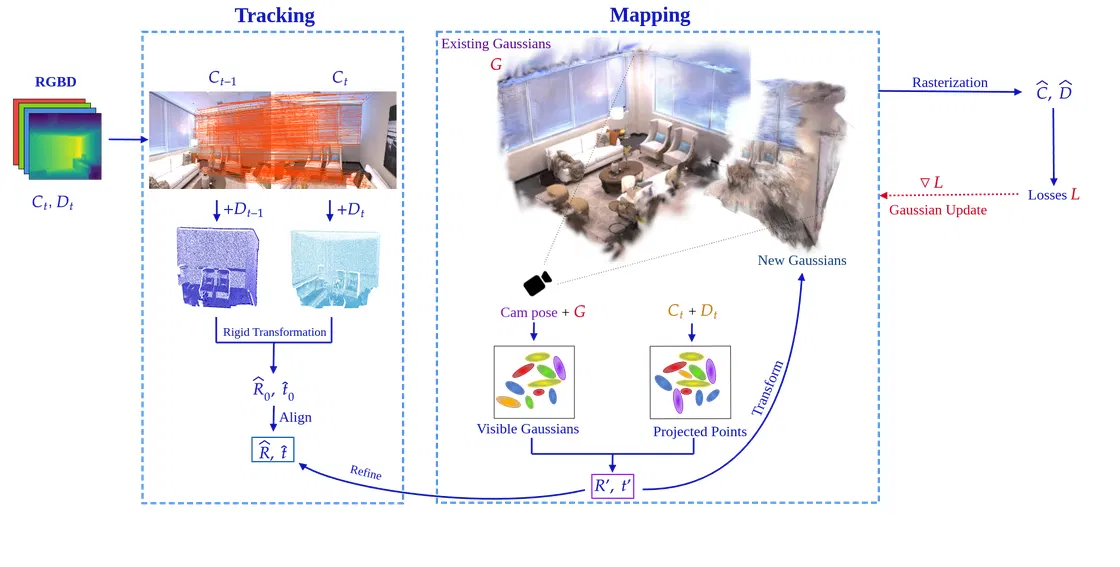 Tracking
Mapping
RGBD
C_t, D_t
C_{t−1}
C_t
+D_{t−1}
+D_t
Rigid Transformation
R̂_0, t̂_0
Align
R̂, t̂
Refine
Existing Gaussians
G
New Gaussians
Cam pose + G
C_t + D_t
Visible Gaussians
Projected Points
R′, t′
Transform
Rasterization
Ĉ, D̂
Losses L
▽ L
Gaussian Update